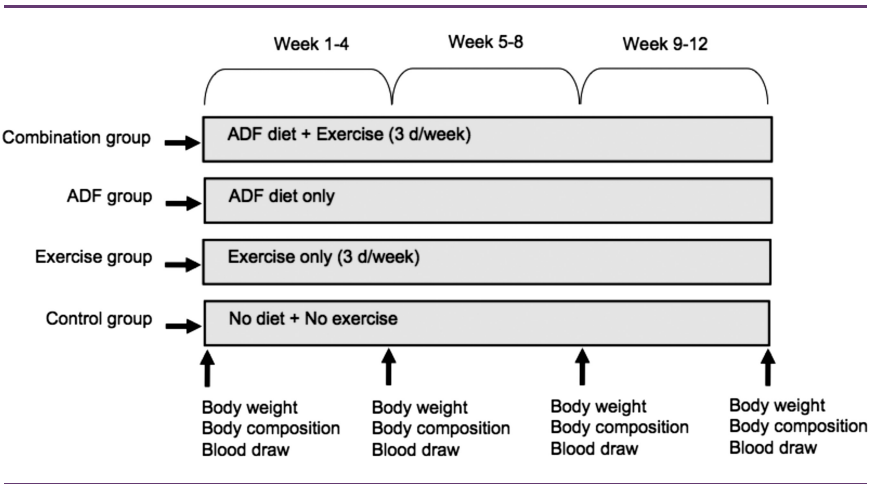 Week 1-4
Week 5-8
Week 9-12
Combination group
ADF diet + Exercise (3 d/week)
ADF group
ADF diet only
Exercise group
Exercise only (3 d/week)
Control group
No diet + No exercise
Body weight
Body composition
Blood draw
Body weight
Body composition
Blood draw
Body weight
Body composition
Blood draw
Body weight
Body composition
Blood draw